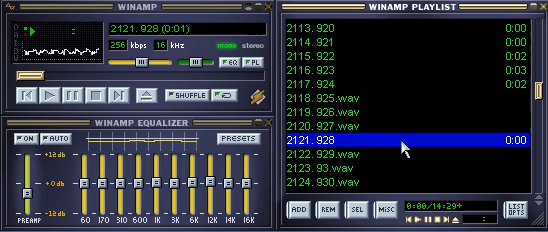 WINAMP
2121. 928 (0:01)
256 kbps 16 kHz mono stereo
EQ PL
SHUFFLE
WINAMP EQUALIZER
ON AUTO PRESETS
+12db
+0 db
-12db
PREAMP 60 170 310 600 1K 3K 6K 12K 14K 16K
WINAMP PLAYLIST
2113. 920 0:00
2114. 921 0:00
2115. 922 0:02
2116. 923 0:03
2117. 924 0:02
2118. 925.wav
2119. 926.wav
2120. 927.wav
2121. 928 0:00
2122. 929.wav
2123. 93.wav
2124. 930.wav
ADD REM SEL MISC 0:00/14:29+ LIST OPTS